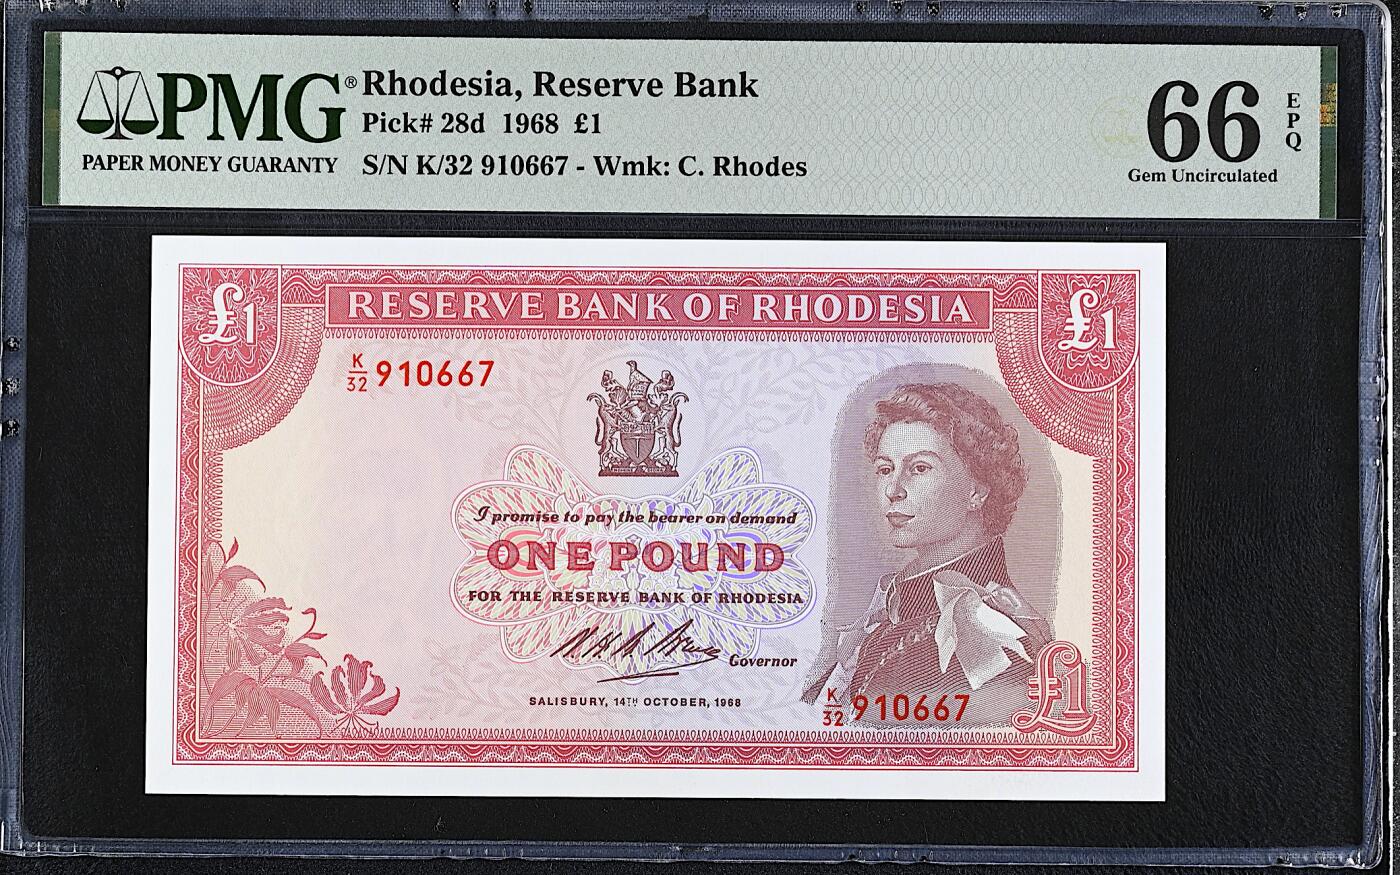 PMG®
PAPER MONEY GUARANTY
Rhodesia, Reserve Bank
Pick# 28d 1968 £1
S/N K/32 910667 - Wmk: C. Rhodes
66
EPQ
Gem Uncirculated
£1
RESERVE BANK OF RHODESIA
£1
K/32 910667
I promise to pay the bearer on demand
ONE POUND
FOR THE RESERVE BANK OF RHODESIA
Governor
SALISBURY, 14TH OCTOBER, 1968
K/32 910667
£1